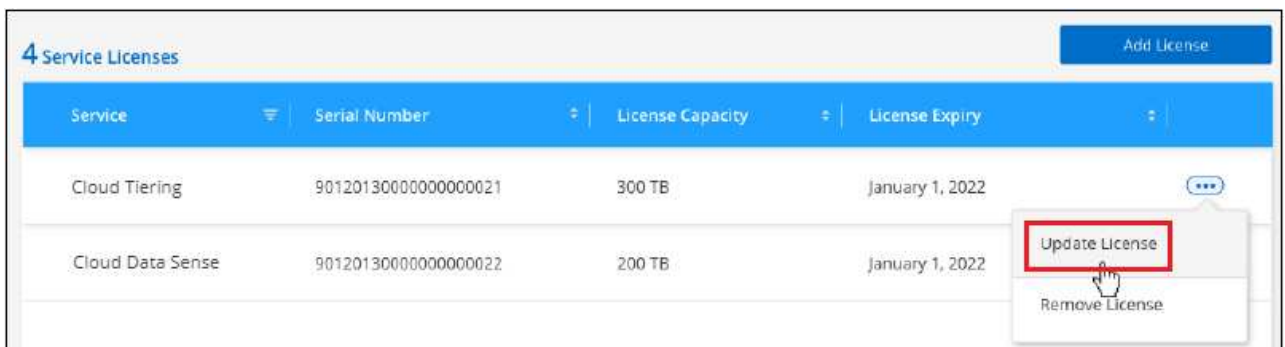 4 Service Licenses
Add License
Service Serial Number License Capacity License Expiry
Cloud Tiering 90120130000000000021 300 TB January 1, 2022
Update License
Cloud Data Sense 90120130000000000022 200 TB January 1, 2022
Remove License